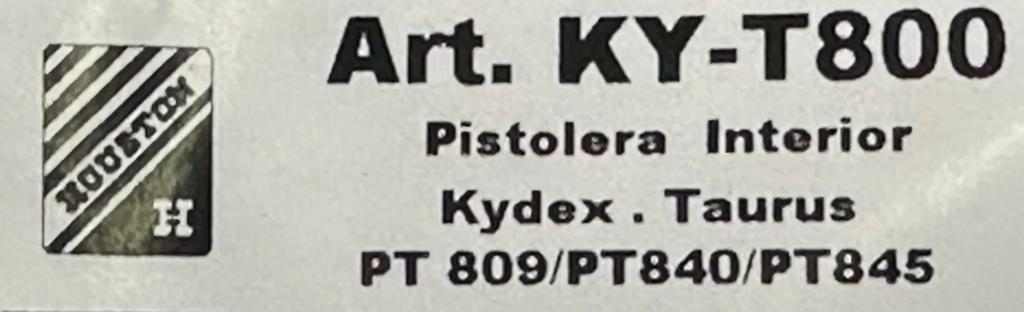 Art. KY-T800
HOUSTON
H
Pistolera Interior
Kydex . Taurus
PT 809/PT840/PT845